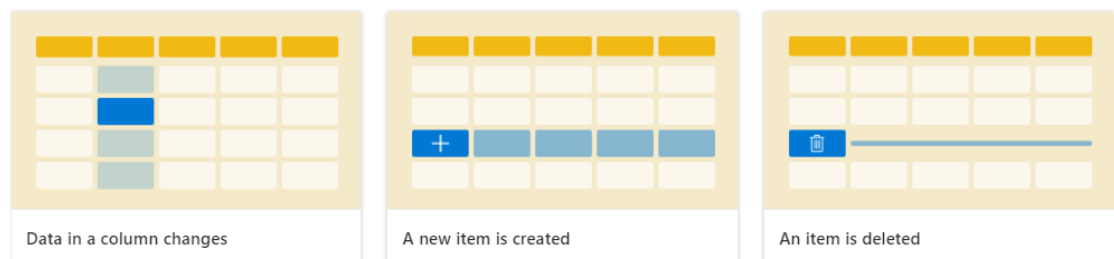 Data in a column changes
A new item is created
An item is deleted